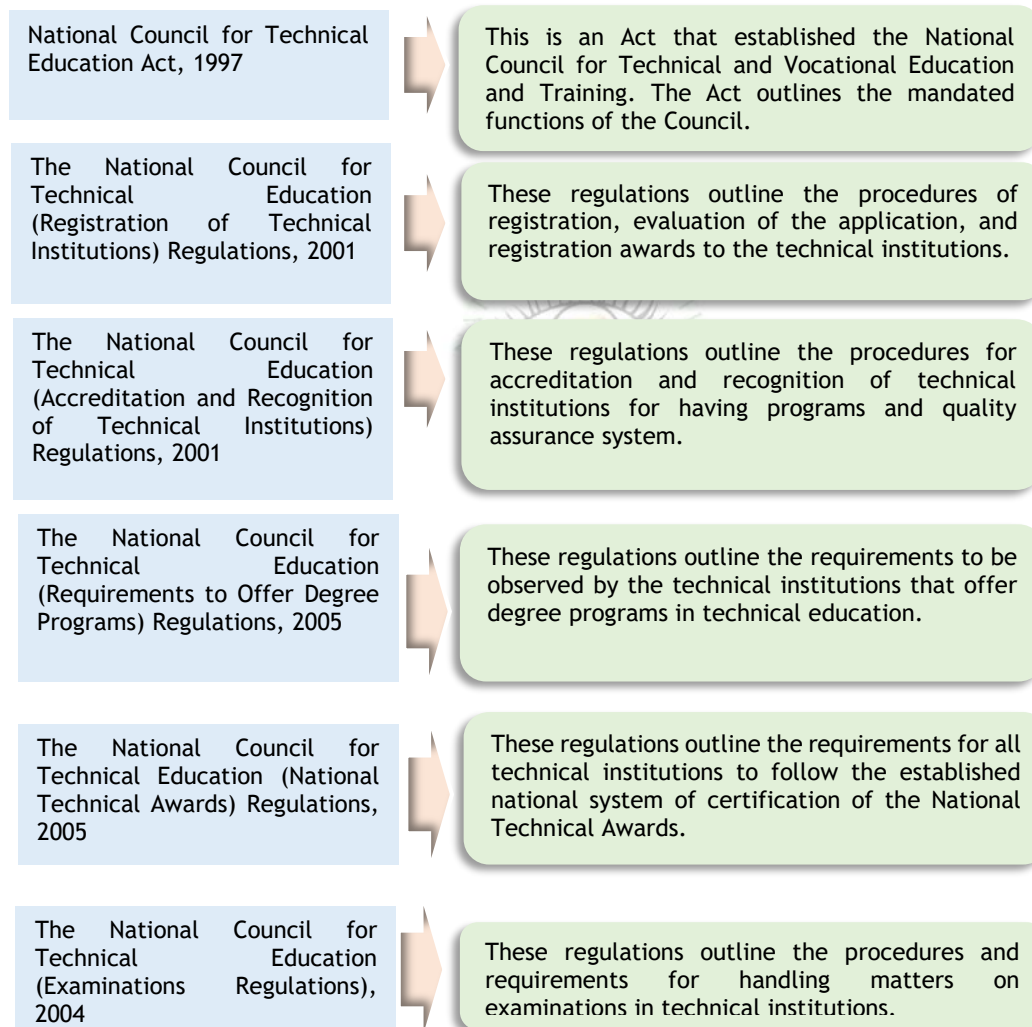 National Council for Technical
Education Act, 1997
This is an Act that established the National
Council for Technical and Vocational Education
and Training. The Act outlines the mandated
functions of the Council.
The National Council for
Technical Education
(Registration of Technical
Institutions) Regulations, 2001
These regulations outline the procedures of
registration, evaluation of the application, and
registration awards to the technical institutions.
The National Council for
Technical Education
(Accreditation and Recognition
of Technical Institutions)
Regulations, 2001
These regulations outline the procedures for
accreditation and recognition of technical
institutions for having programs and quality
assurance system.
The National Council for
Technical Education
(Requirements to Offer Degree
Programs) Regulations, 2005
These regulations outline the requirements to be
observed by the technical institutions that offer
degree programs in technical education.
The National Council for
Technical Education (National
Technical Awards) Regulations,
2005
These regulations outline the requirements for all
technical institutions to follow the established
national system of certification of the National
Technical Awards.
The National Council for
Technical Education
(Examinations Regulations),
2004
These regulations outline the procedures and
requirements for handling matters on
examinations in technical institutions.